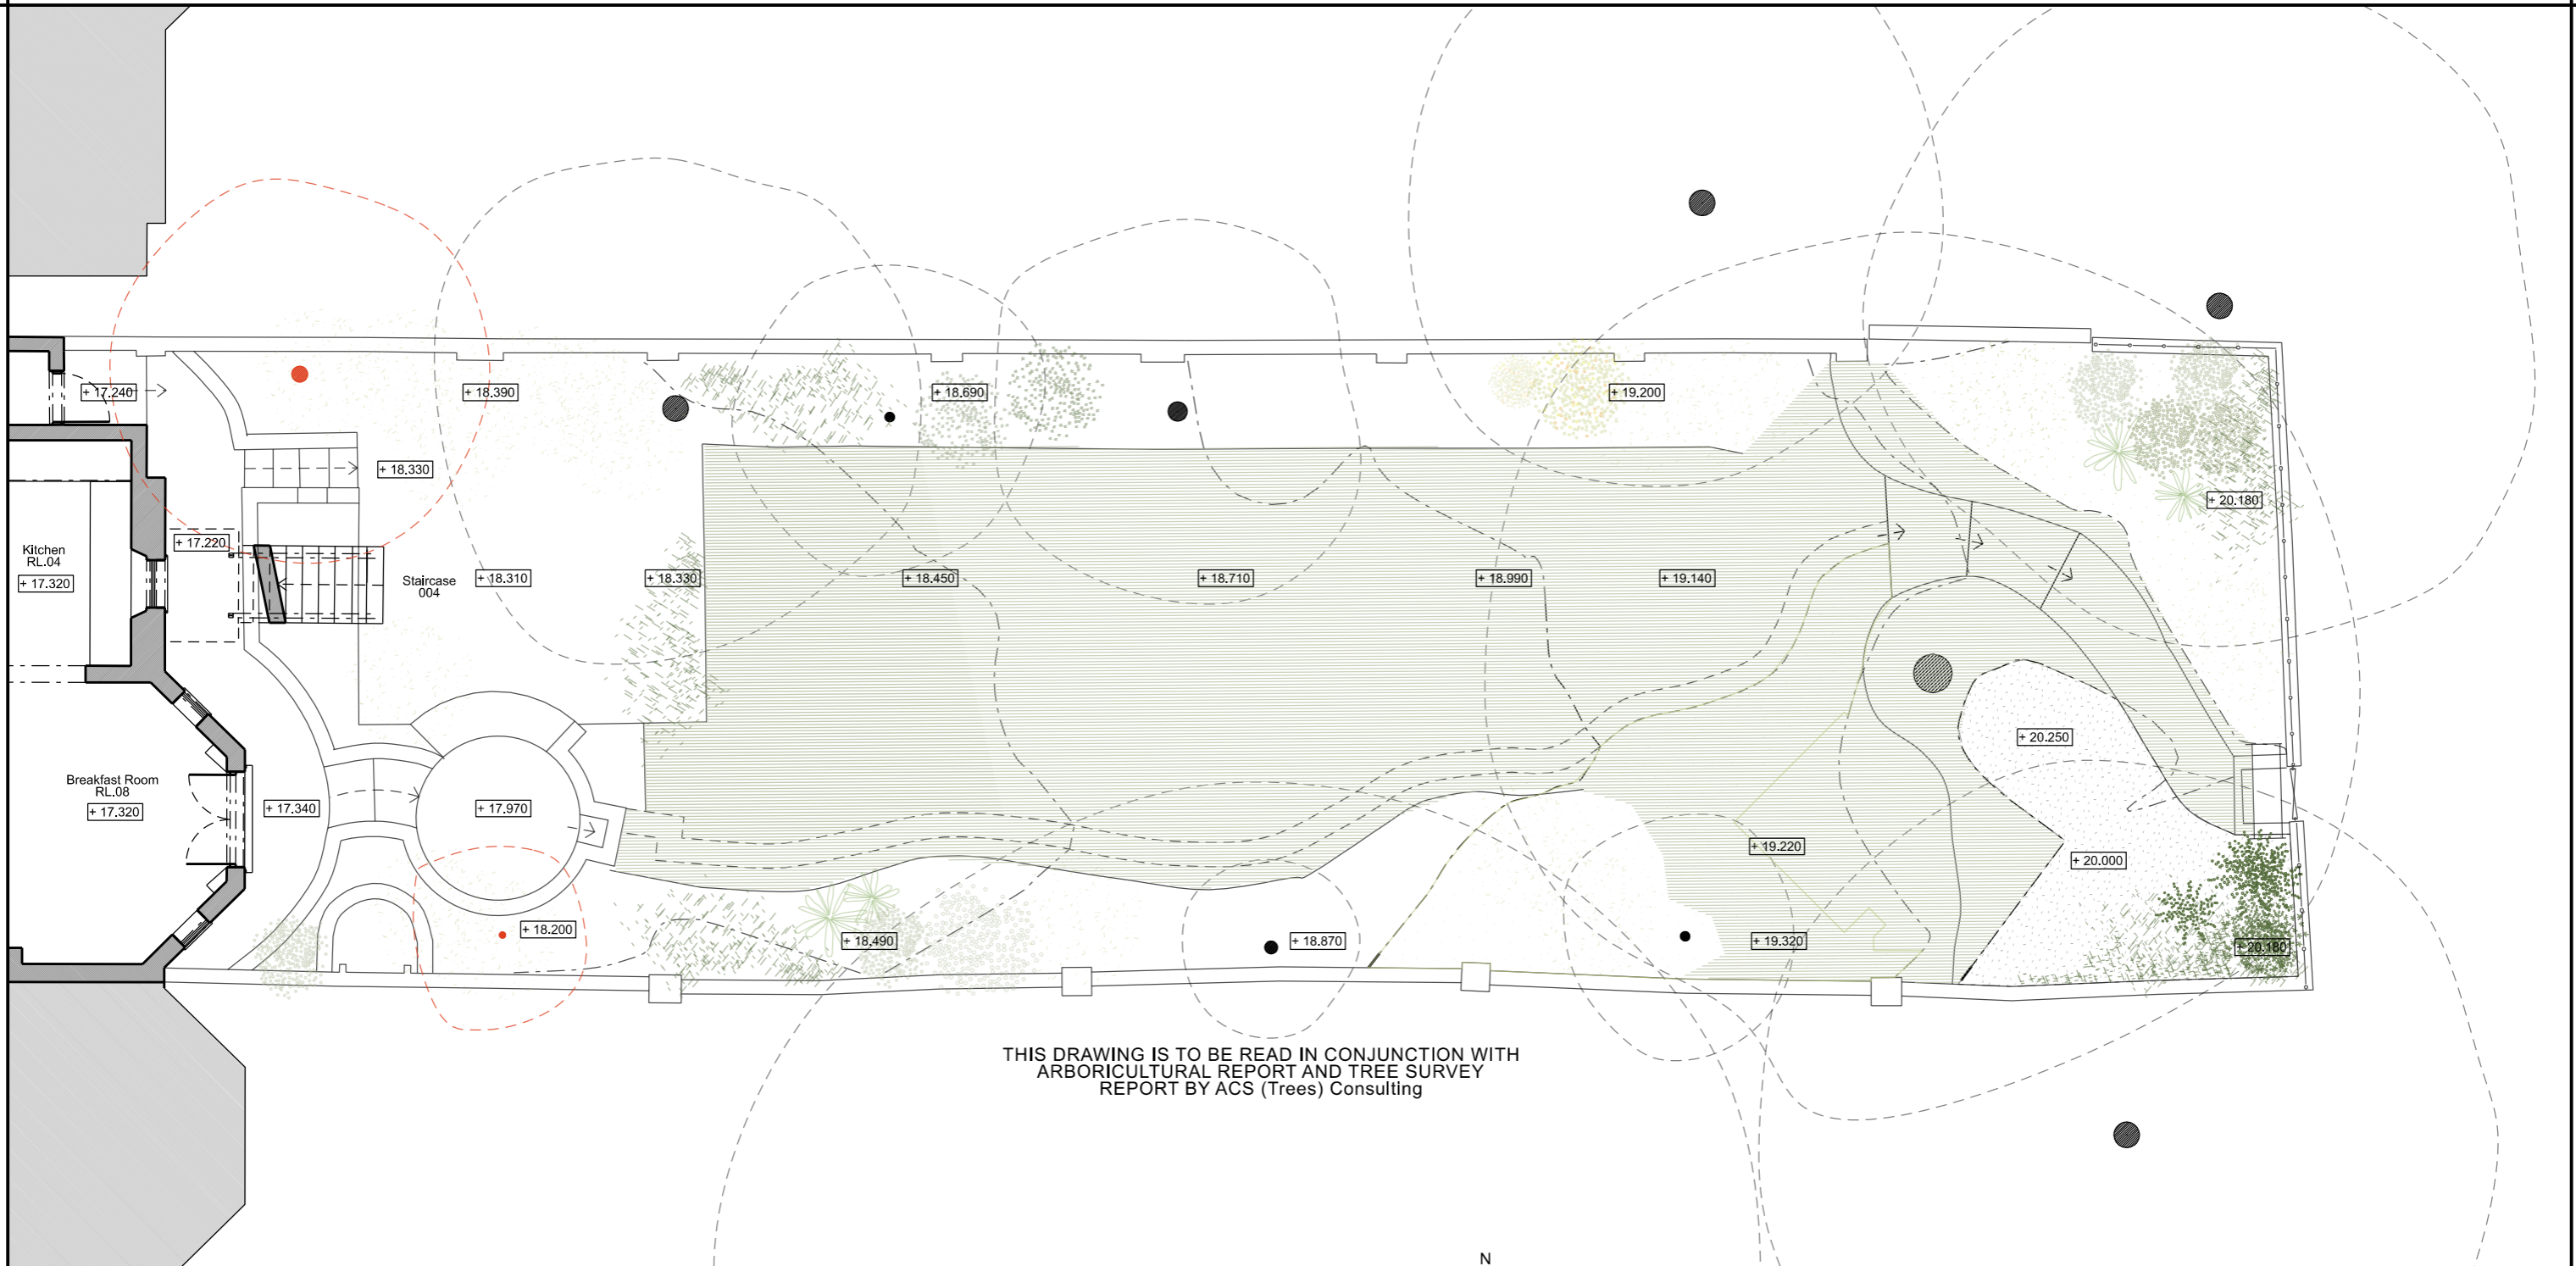 + 17.240
+ 18.390
+ 18.690
+ 19.200
+ 18.330
+ 20.180
+ 17.220
Kitchen
RL.04
+ 17.320
Staircase
004
+ 18.310
+ 18.330
+ 18.450
+ 18.710
+ 18.990
+ 19.140
+ 20.250
Breakfast Room
RL.08
+ 17.320
+ 17.340
+ 17.970
+ 19.220
+ 20.000
+ 18.200
+ 18.490
+ 18.870
+ 19.320
+ 20.180
THIS DRAWING IS TO BE READ IN CONJUNCTION WITH
ARBORICULTURAL REPORT AND TREE SURVEY
REPORT BY ACS (Trees) Consulting
N